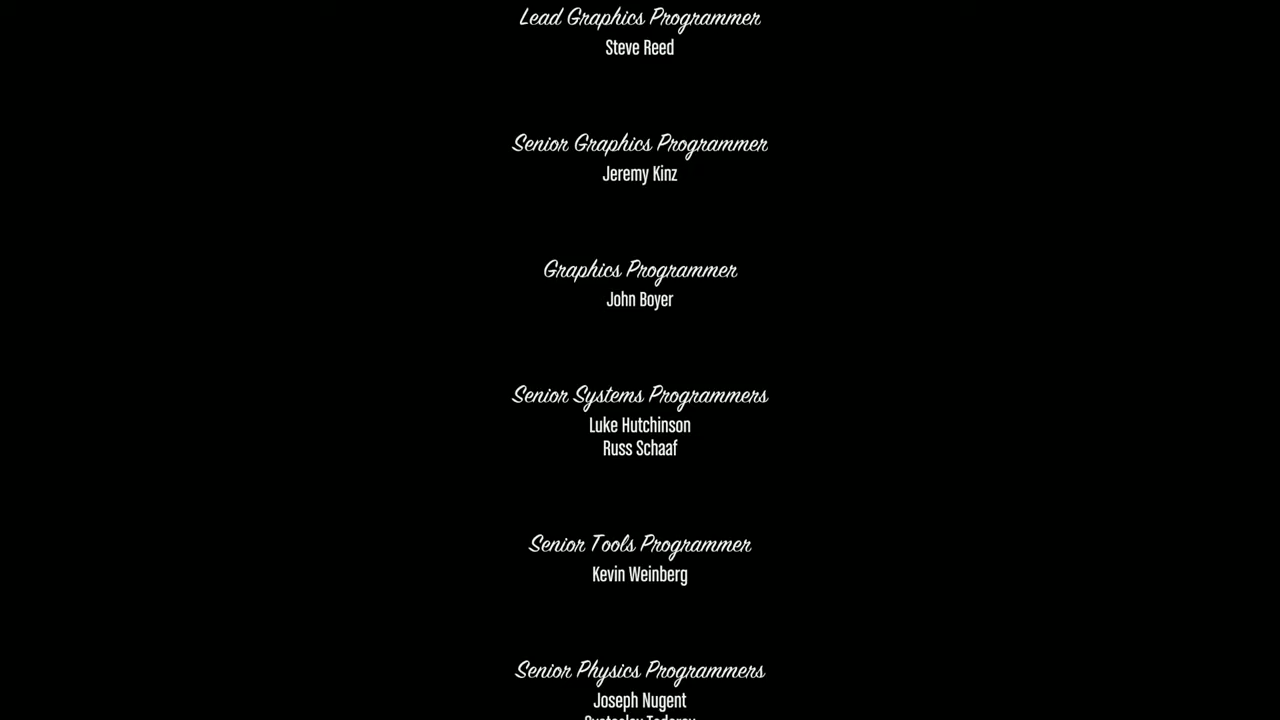 Lead Graphics Programmer
Steve Reed
Senior Graphics Programmer
Jeremy Kinz
Graphics Programmer
John Boyer
Senior Systems Programmers
Luke Hutchinson
Russ Schaaf
Senior Tools Programmer
Kevin Weinberg
Senior Physics Programmers
Joseph Nugent